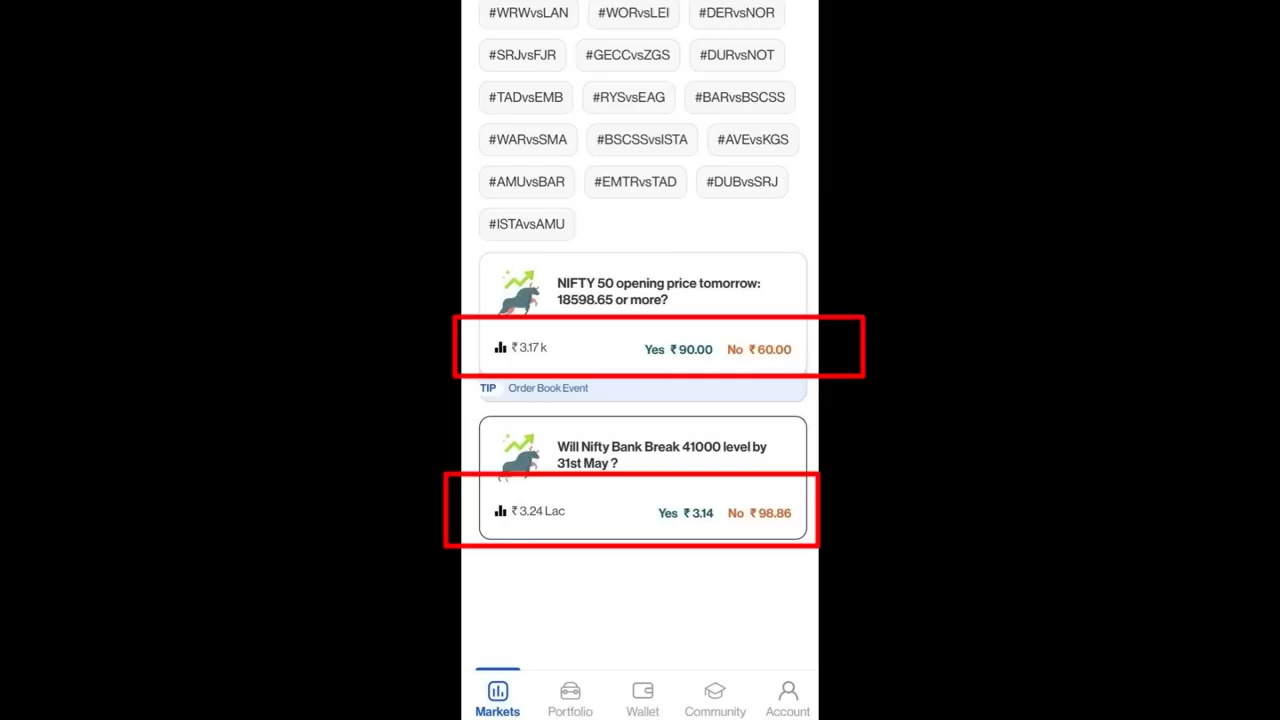 #WRWvsLAN #WORvsLEI #DERvsNOR
#SRJvsFJR #GECCvsZGS #DURvsNOT
#TADvsEMB #RYSvsEAG #BARvsBSCSS
#WARvsSMA #BSCSSvsISTA #AVEvsKGS
#AMUvsBAR #EMTRvsTAD #DUBvsSRJ
#ISTAvsAMU
NIFTY 50 opening price tomorrow:
18598.65 or more?
₹ 3.17 k Yes ₹ 90.00 No ₹ 60.00
TIP Order Book Event
Will Nifty Bank Break 41000 level by
31st May ?
₹ 3.24 Lac Yes ₹ 3.14 No ₹ 98.86
Markets Portfolio Wallet Community Account